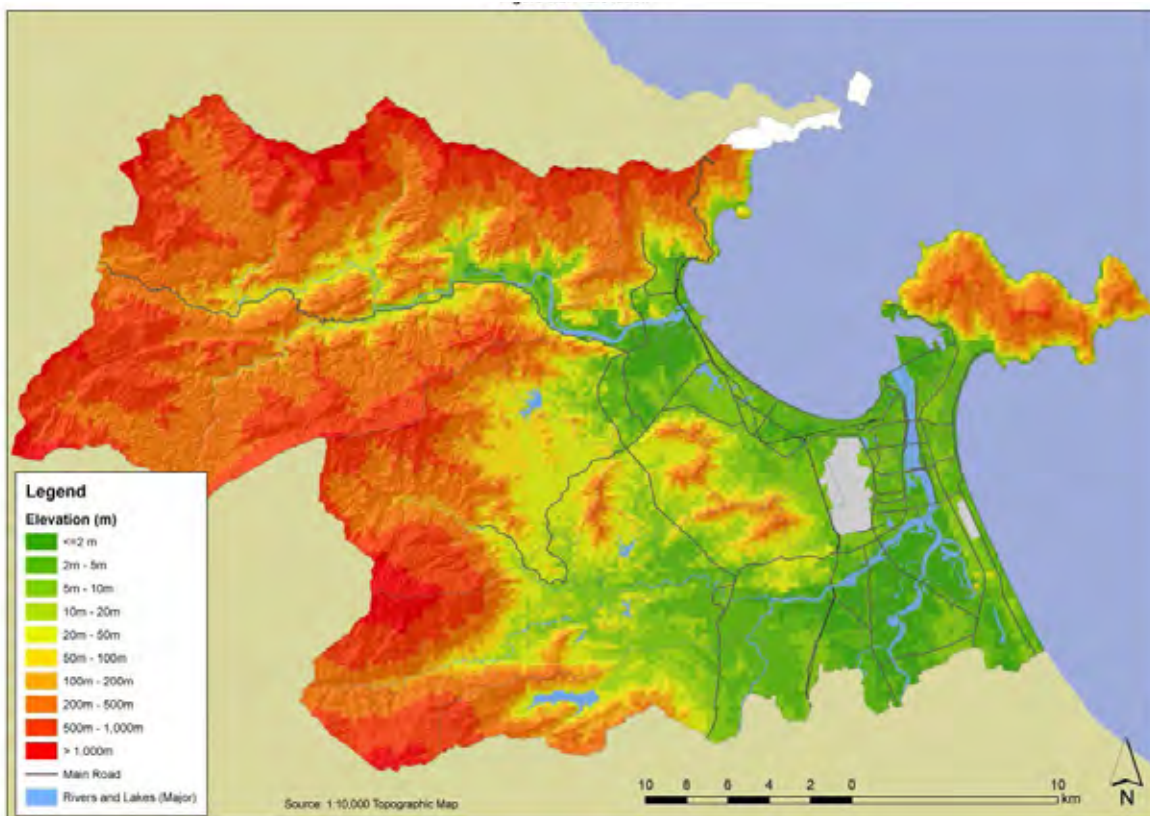 Legend
Elevation (m)
<=2 m
2m - 5m
5m - 10m
10m - 20m
20m - 50m
50m - 100m
100m - 200m
200m - 500m
500m - 1,000m
> 1,000m
Main Road
Rivers and Lakes (Major)
Source: 1:10,000 Topographic Map
10 8 6 4 2 0 10
km
N